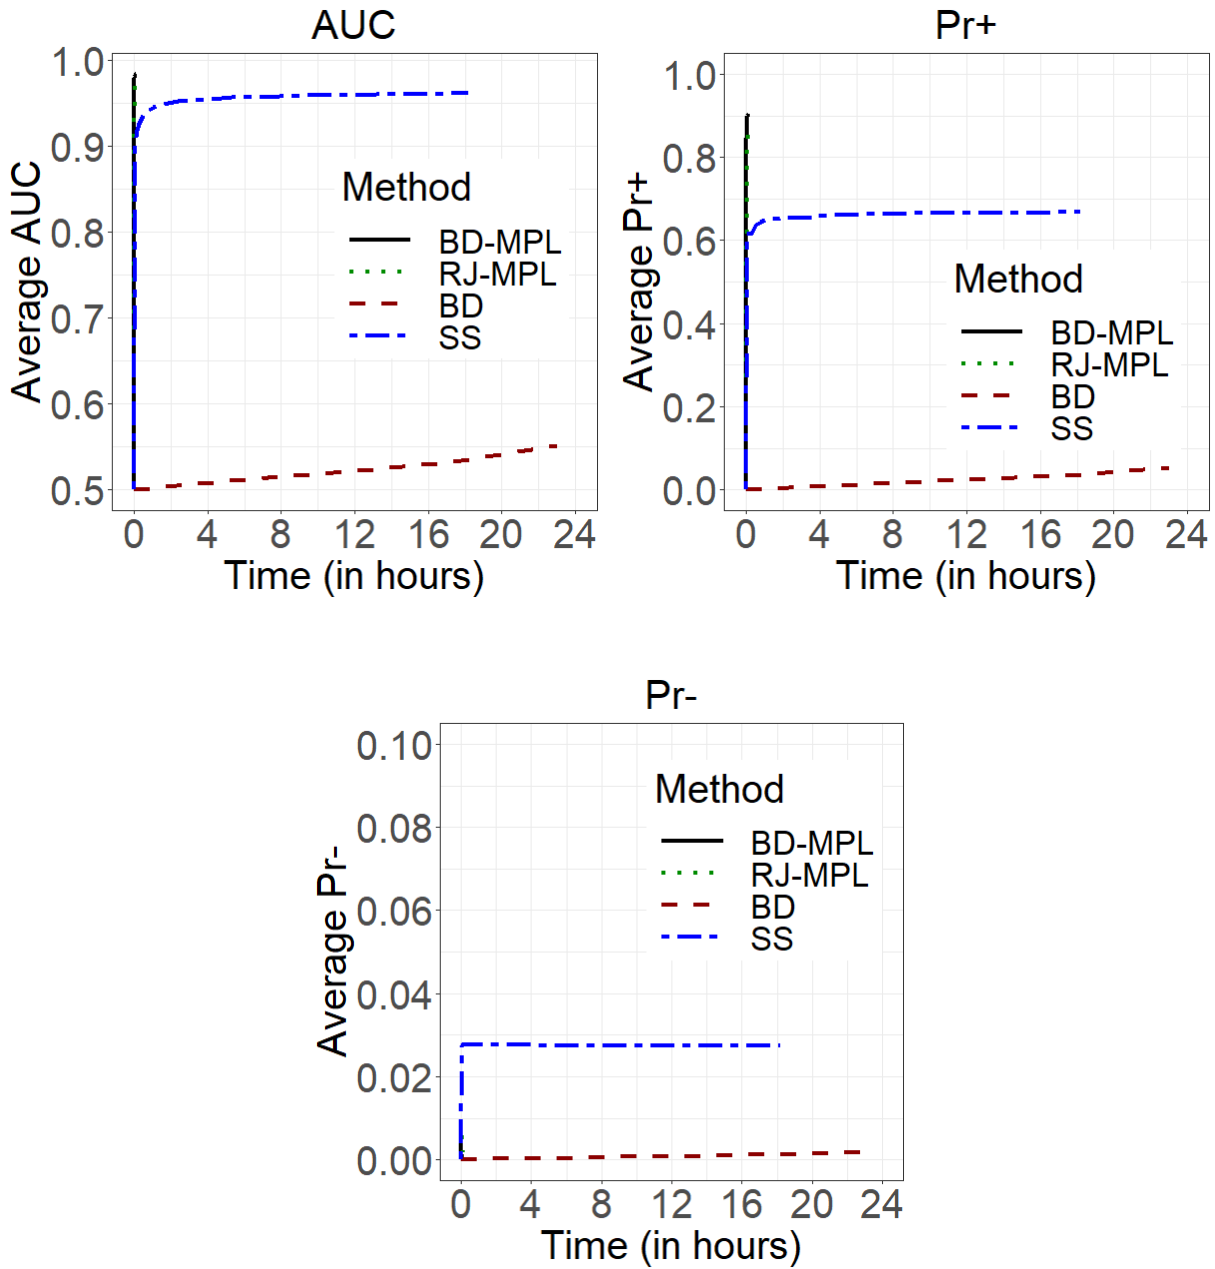 AUC
Average AUC
1.0
0.9
0.8
0.7
0.6
0.5
Method
BD-MPL
RJ-MPL
BD
SS
0 4 8 12 16 20 24
Time (in hours)
Pr+
Average Pr+
1.0
0.8
0.6
0.4
0.2
0.0
Method
BD-MPL
RJ-MPL
BD
SS
0 4 8 12 16 20 24
Time (in hours)
Pr-
Average Pr-
0.10
0.08
0.06
0.04
0.02
0.00
Method
BD-MPL
RJ-MPL
BD
SS
0 4 8 12 16 20 24
Time (in hours)